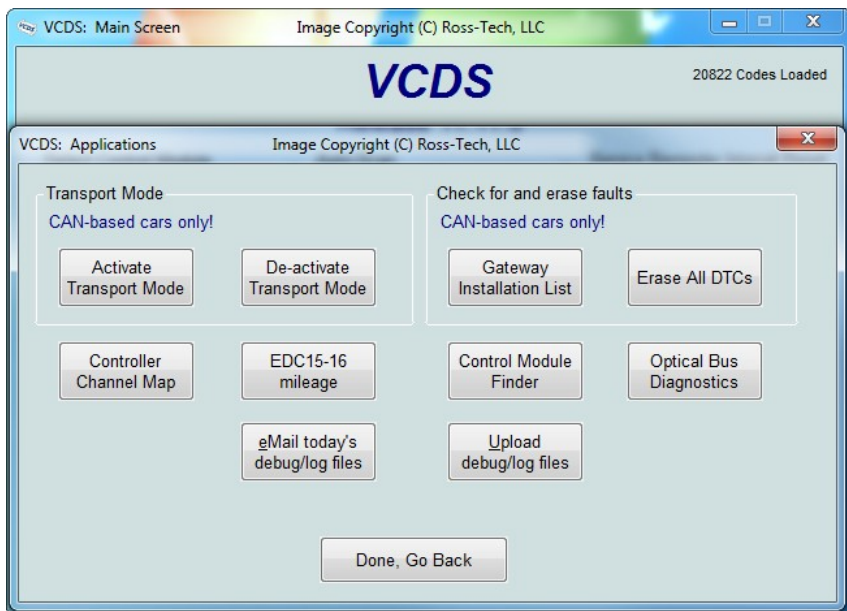 VCDS: Main Screen
Image Copyright (C) Ross-Tech, LLC
VCDS
20822 Codes Loaded
VCDS: Applications
Image Copyright (C) Ross-Tech, LLC
Transport Mode
CAN-based cars only!
Activate
Transport Mode
De-activate
Transport Mode
Check for and erase faults
CAN-based cars only!
Gateway
Installation List
Erase All DTCs
Controller
Channel Map
EDC15-16
mileage
Control Module
Finder
Optical Bus
Diagnostics
eMail today's
debug/log files
Upload
debug/log files
Done, Go Back